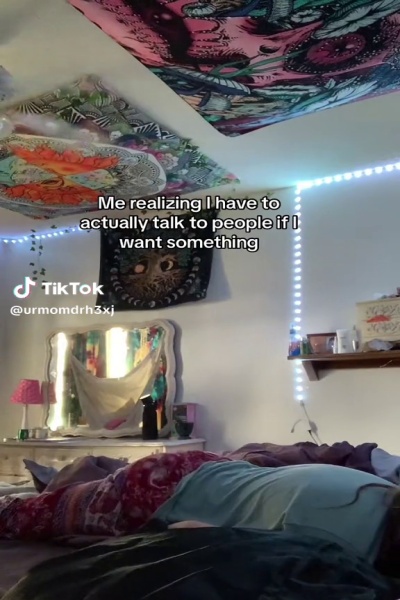 Me realizing I have to
actually talk to people if I
want something
TikTok
@urmomdrh3xj